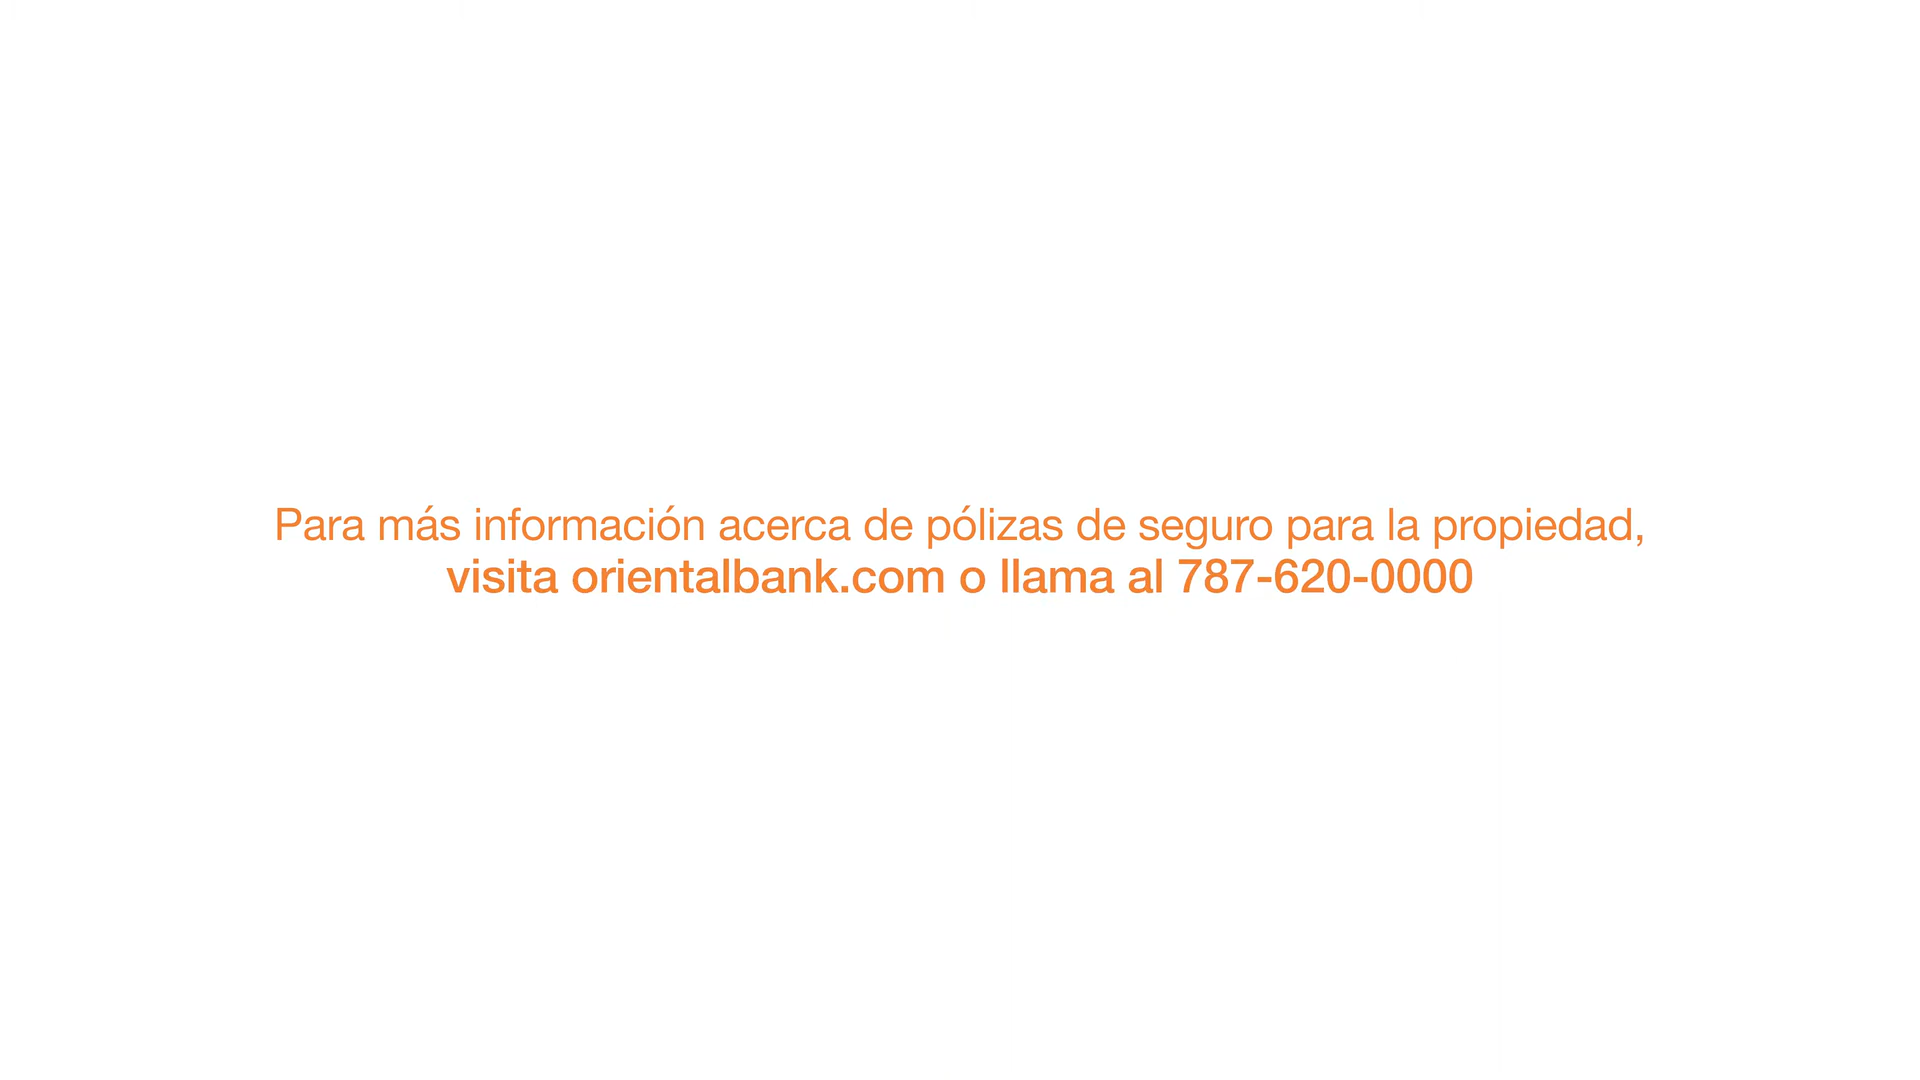 Para más información acerca de pólizas de seguro para la propiedad,
visita orientalbank.com o llama al 787-620-0000